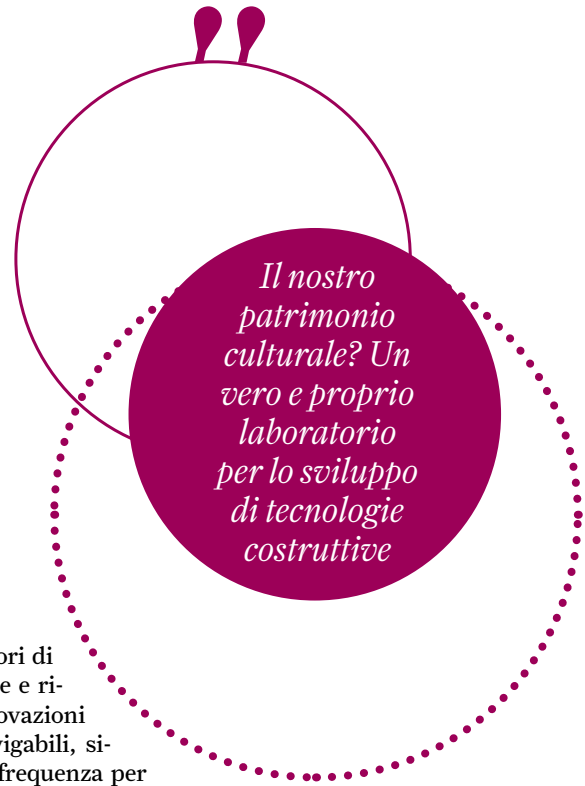 Il nostro
patrimonio
culturale? Un
vero e proprio
laboratorio
per lo sviluppo
di tecnologie
costruttive
ori di
e e ri-
ovazioni
vigabili, si-
frequenza per